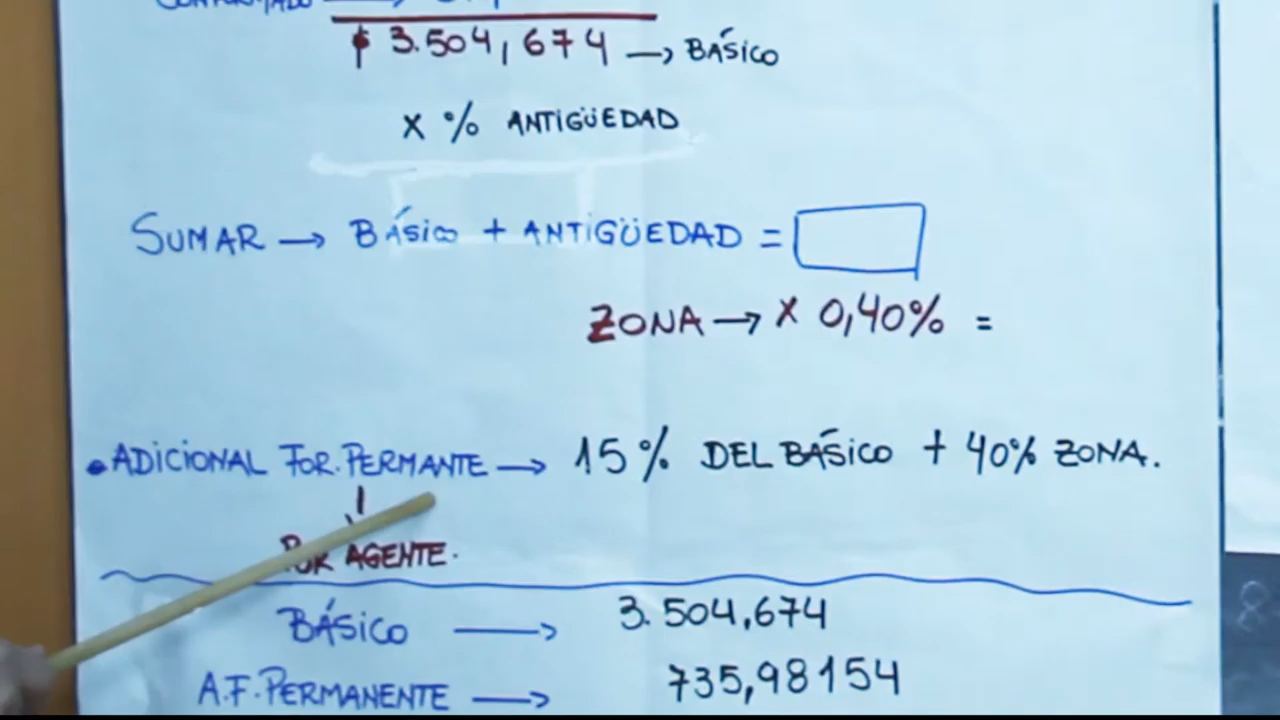 $ 3.504,674 → BÁSICO
X % ANTIGÜEDAD
SUMAR → BÁSICO + ANTIGÜEDAD =
ZONA → X 0,40% =
• ADICIONAL FOR. PERMANTE → 15% DEL BÁSICO + 40% ZONA.
POR AGENTE.
BÁSICO → 3.504,674
A.F. PERMANENTE → 735,98154